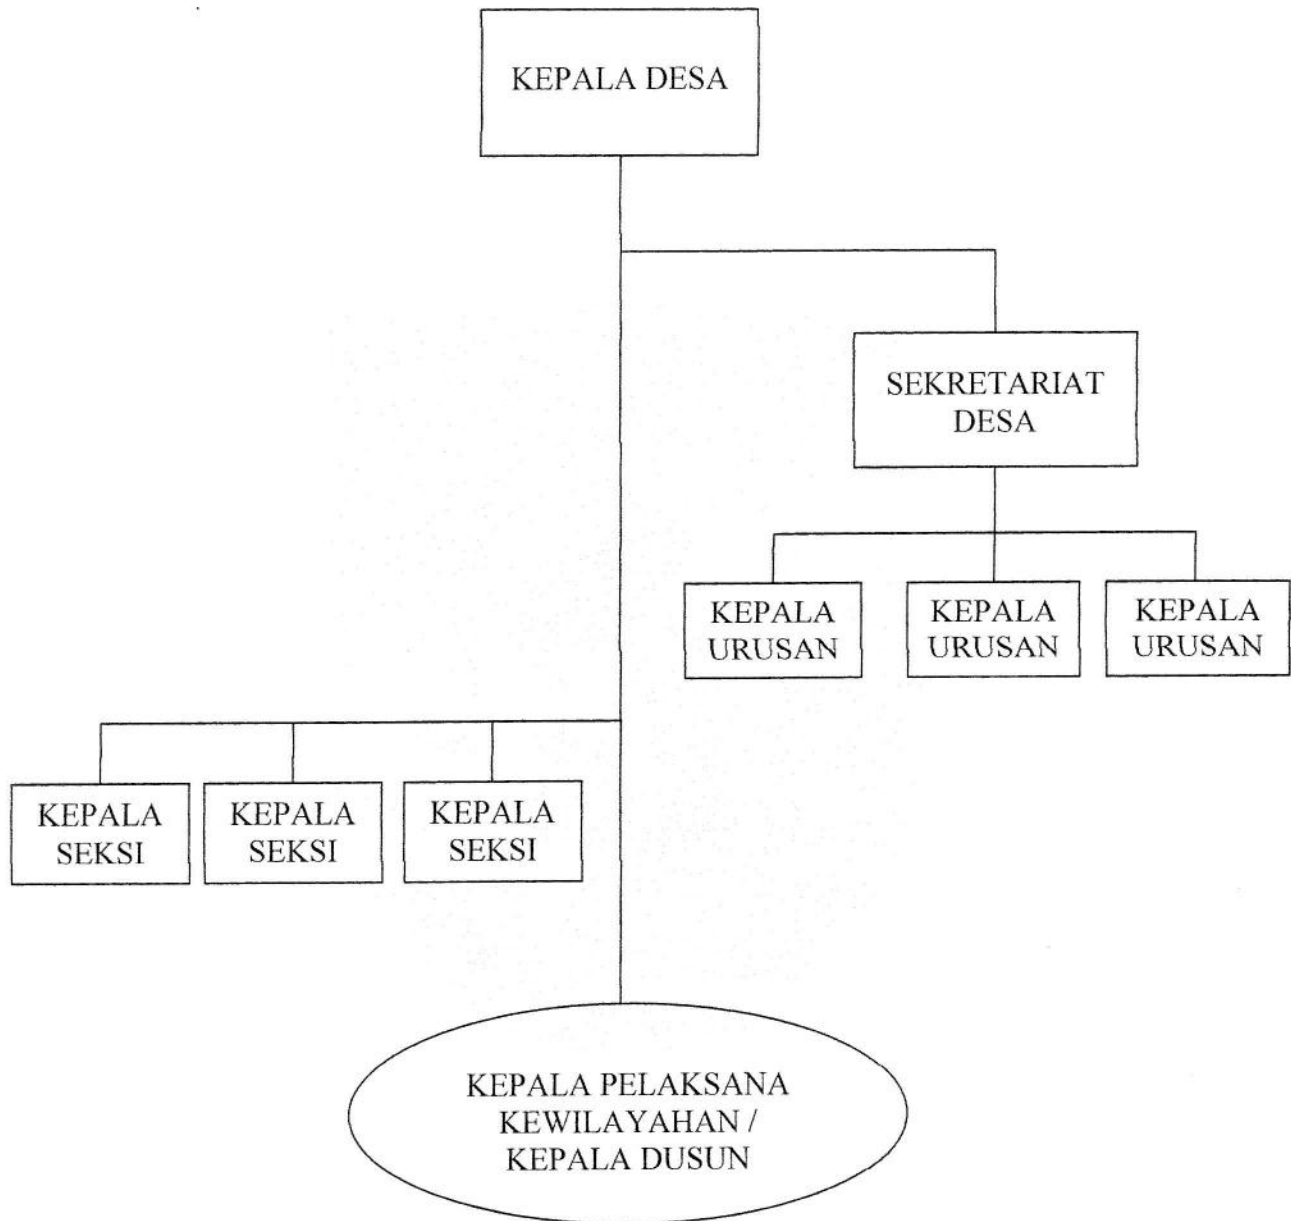 KEPALA DESA
SEKRETARIAT
DESA
KEPALA
URUSAN
KEPALA
URUSAN
KEPALA
URUSAN
KEPALA
SEKSI
KEPALA
SEKSI
KEPALA
SEKSI
KEPALA PELAKSANA
KEWILAYAHAN /
KEPALA DUSUN